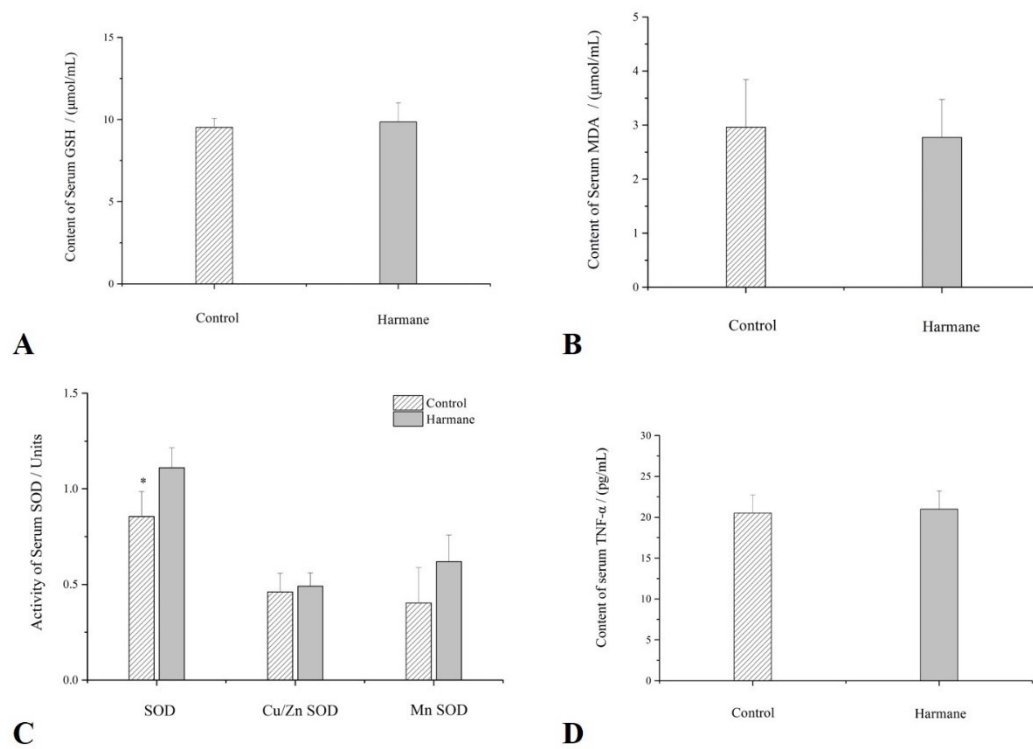 Content of Serum GSH / (μmol/mL)
15
10
5
0
Control
Harmane
A
Content of Serum MDA / (μmol/mL)
5
4
3
2
1
0
Control
Harmane
B
Activity of Serum SOD / Units
1.5
1.0
0.5
0.0
Control
Harmane
*
SOD
Cu/Zn SOD
Mn SOD
C
Content of serum TNF-α / (pg/mL)
30
25
20
15
10
5
0
Control
Harmane
D